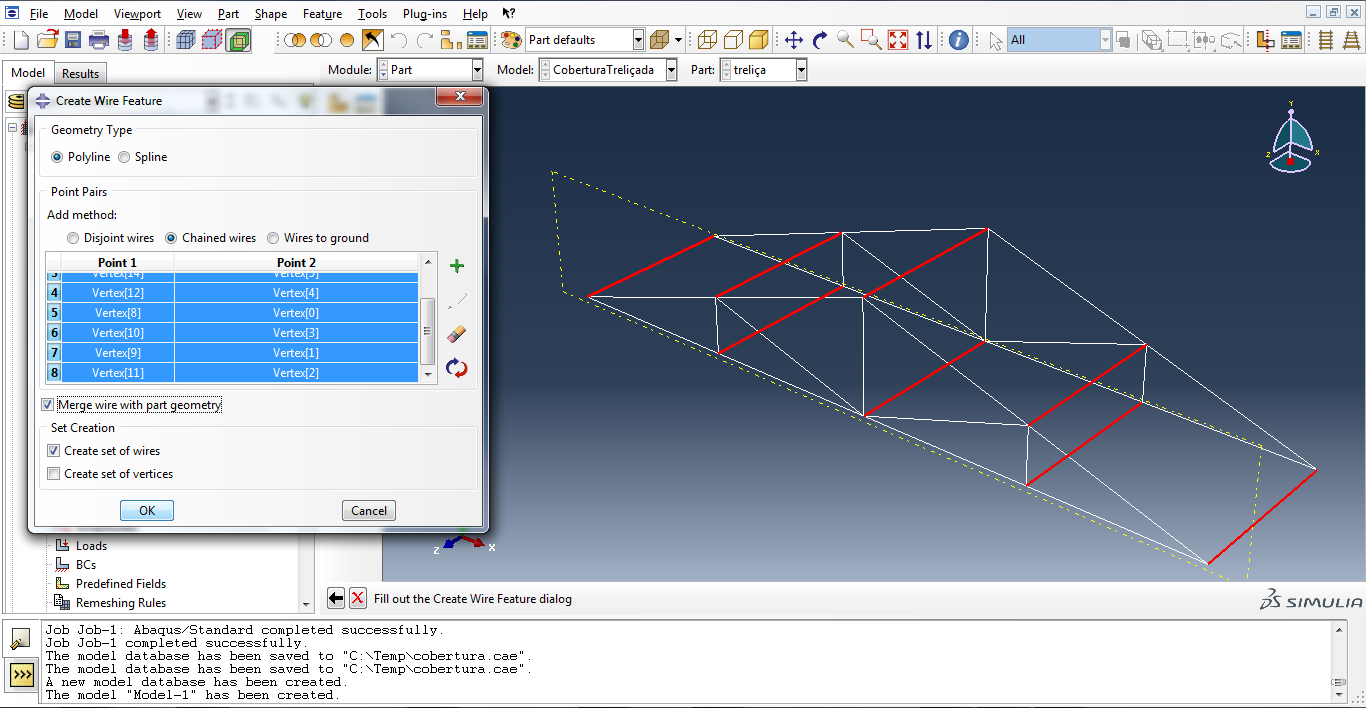 File Model Viewport View Part Shape Feature Tools Plug-ins Help
Part defaults All
Model Results Module: Part Model: CoberturaTreliçada Part: treliça
Create Wire Feature
Geometry Type
Polyline Spline
Point Pairs
Add method:
Disjoint wires Chained wires Wires to ground
Point 1 Point 2
3 Vertex[14] Vertex[5]
4 Vertex[12] Vertex[4]
5 Vertex[8] Vertex[0]
6 Vertex[10] Vertex[3]
7 Vertex[9] Vertex[1]
8 Vertex[11] Vertex[2]
Merge wire with part geometry
Set Creation
Create set of wires
Create set of vertices
OK Cancel
Loads
BCs
Predefined Fields
Remeshing Rules
Y
Z X
Z X
Fill out the Create Wire Feature dialog
SIMULIA
Job Job-1: Abaqus/Standard completed successfully.
Job Job-1 completed successfully.
The model database has been saved to "C:\Temp\cobertura.cae".
The model database has been saved to "C:\Temp\cobertura.cae".
A new model database has been created.
The model "Model-1" has been created.